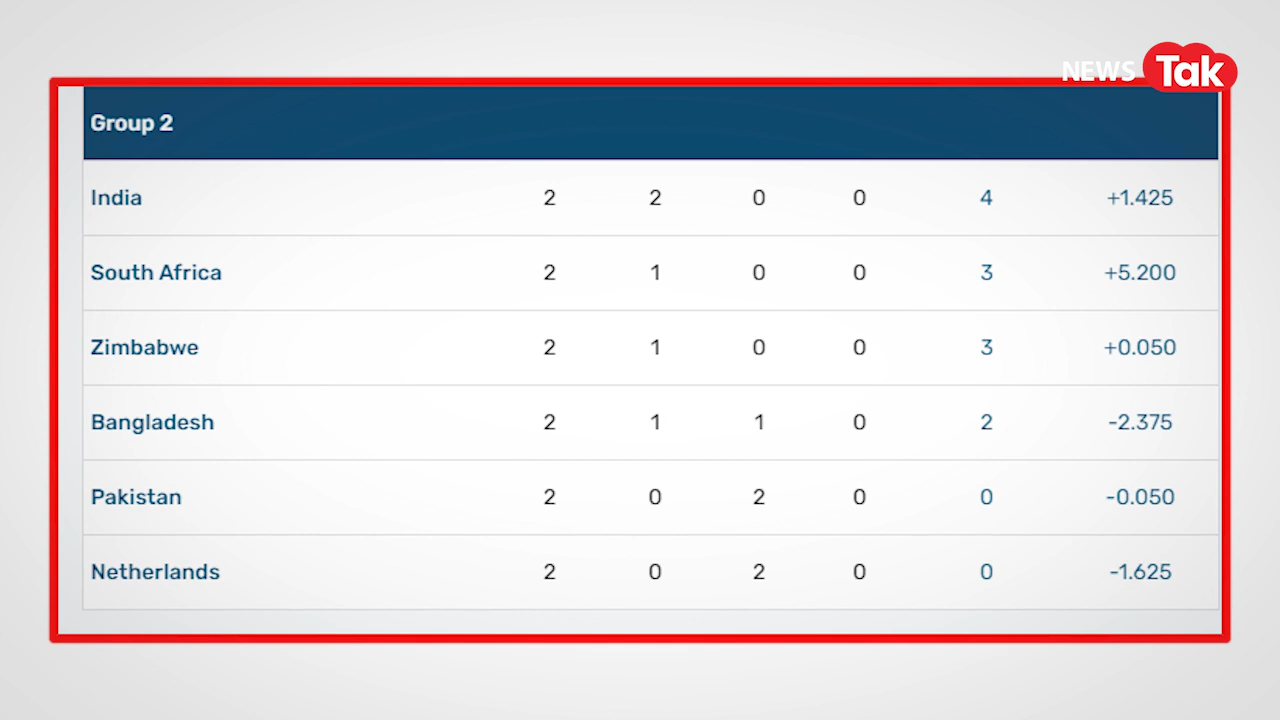 NEWS Tak
Group 2
India 2 2 0 0 4 +1.425
South Africa 2 1 0 0 3 +5.200
Zimbabwe 2 1 0 0 3 +0.050
Bangladesh 2 1 1 0 2 -2.375
Pakistan 2 0 2 0 0 -0.050
Netherlands 2 0 2 0 0 -1.625